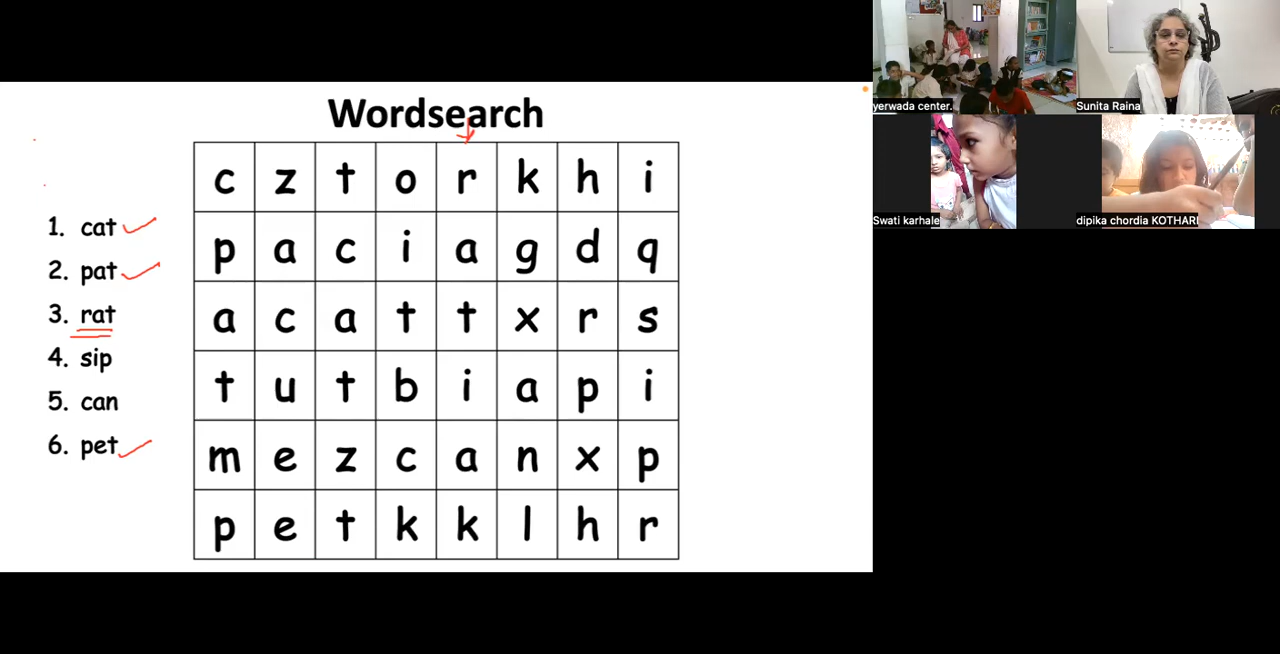 Wordsearch
1. cat
2. pat
3. rat
4. sip
5. can
6. pet
c z t o r k h i
p a c i a g d q
a c a t t x r s
t u t b i a p i
m e z c a n x p
p e t k k l h r
yerwada center.
Sunita Raina
Swati karhale
dipika chordia KOTHARI